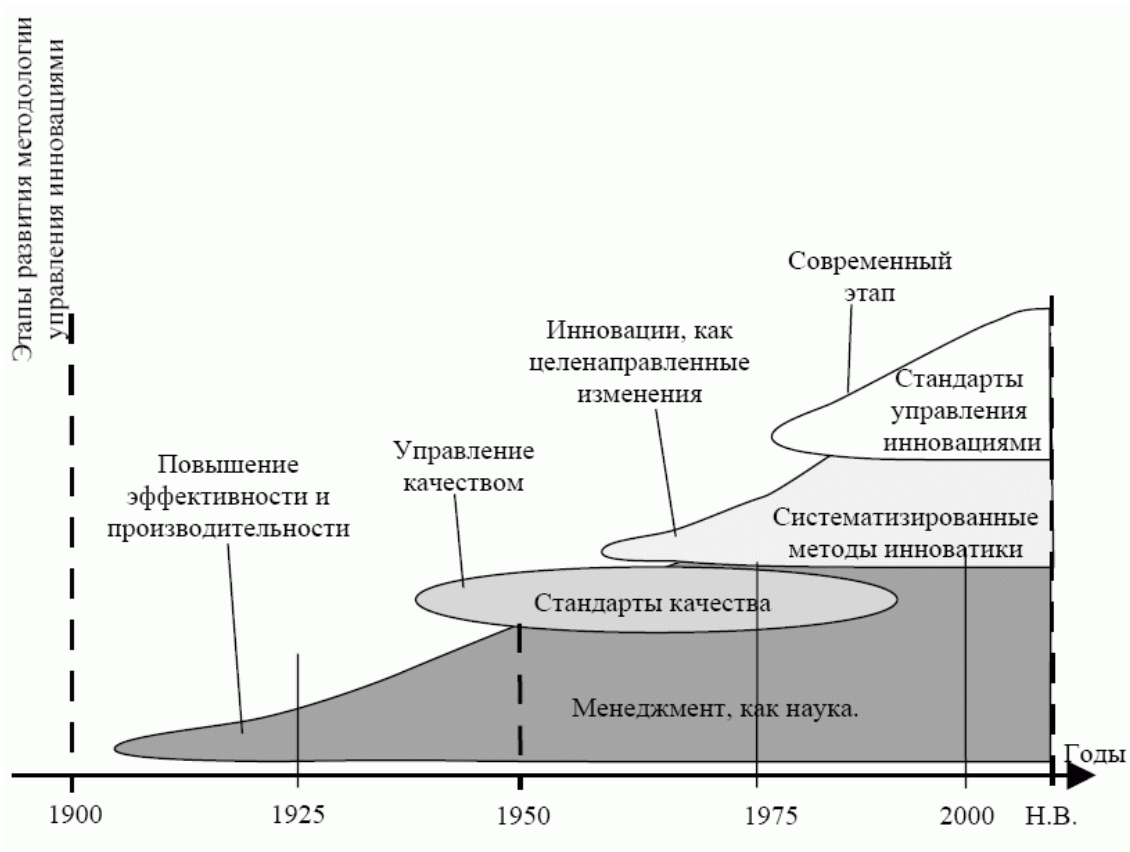 Этапы развития методологии
управления инновациями
Современный
этап
Инновации, как
целенаправленные
изменения
Стандарты
управления
инновациями
Управление
качеством
Повышение
эффективности и
производительности
Систематизированные
методы инноватики
Стандарты качества
Менеджмент, как наука.
Годы
1900
1925
1950
1975
2000
Н.В.